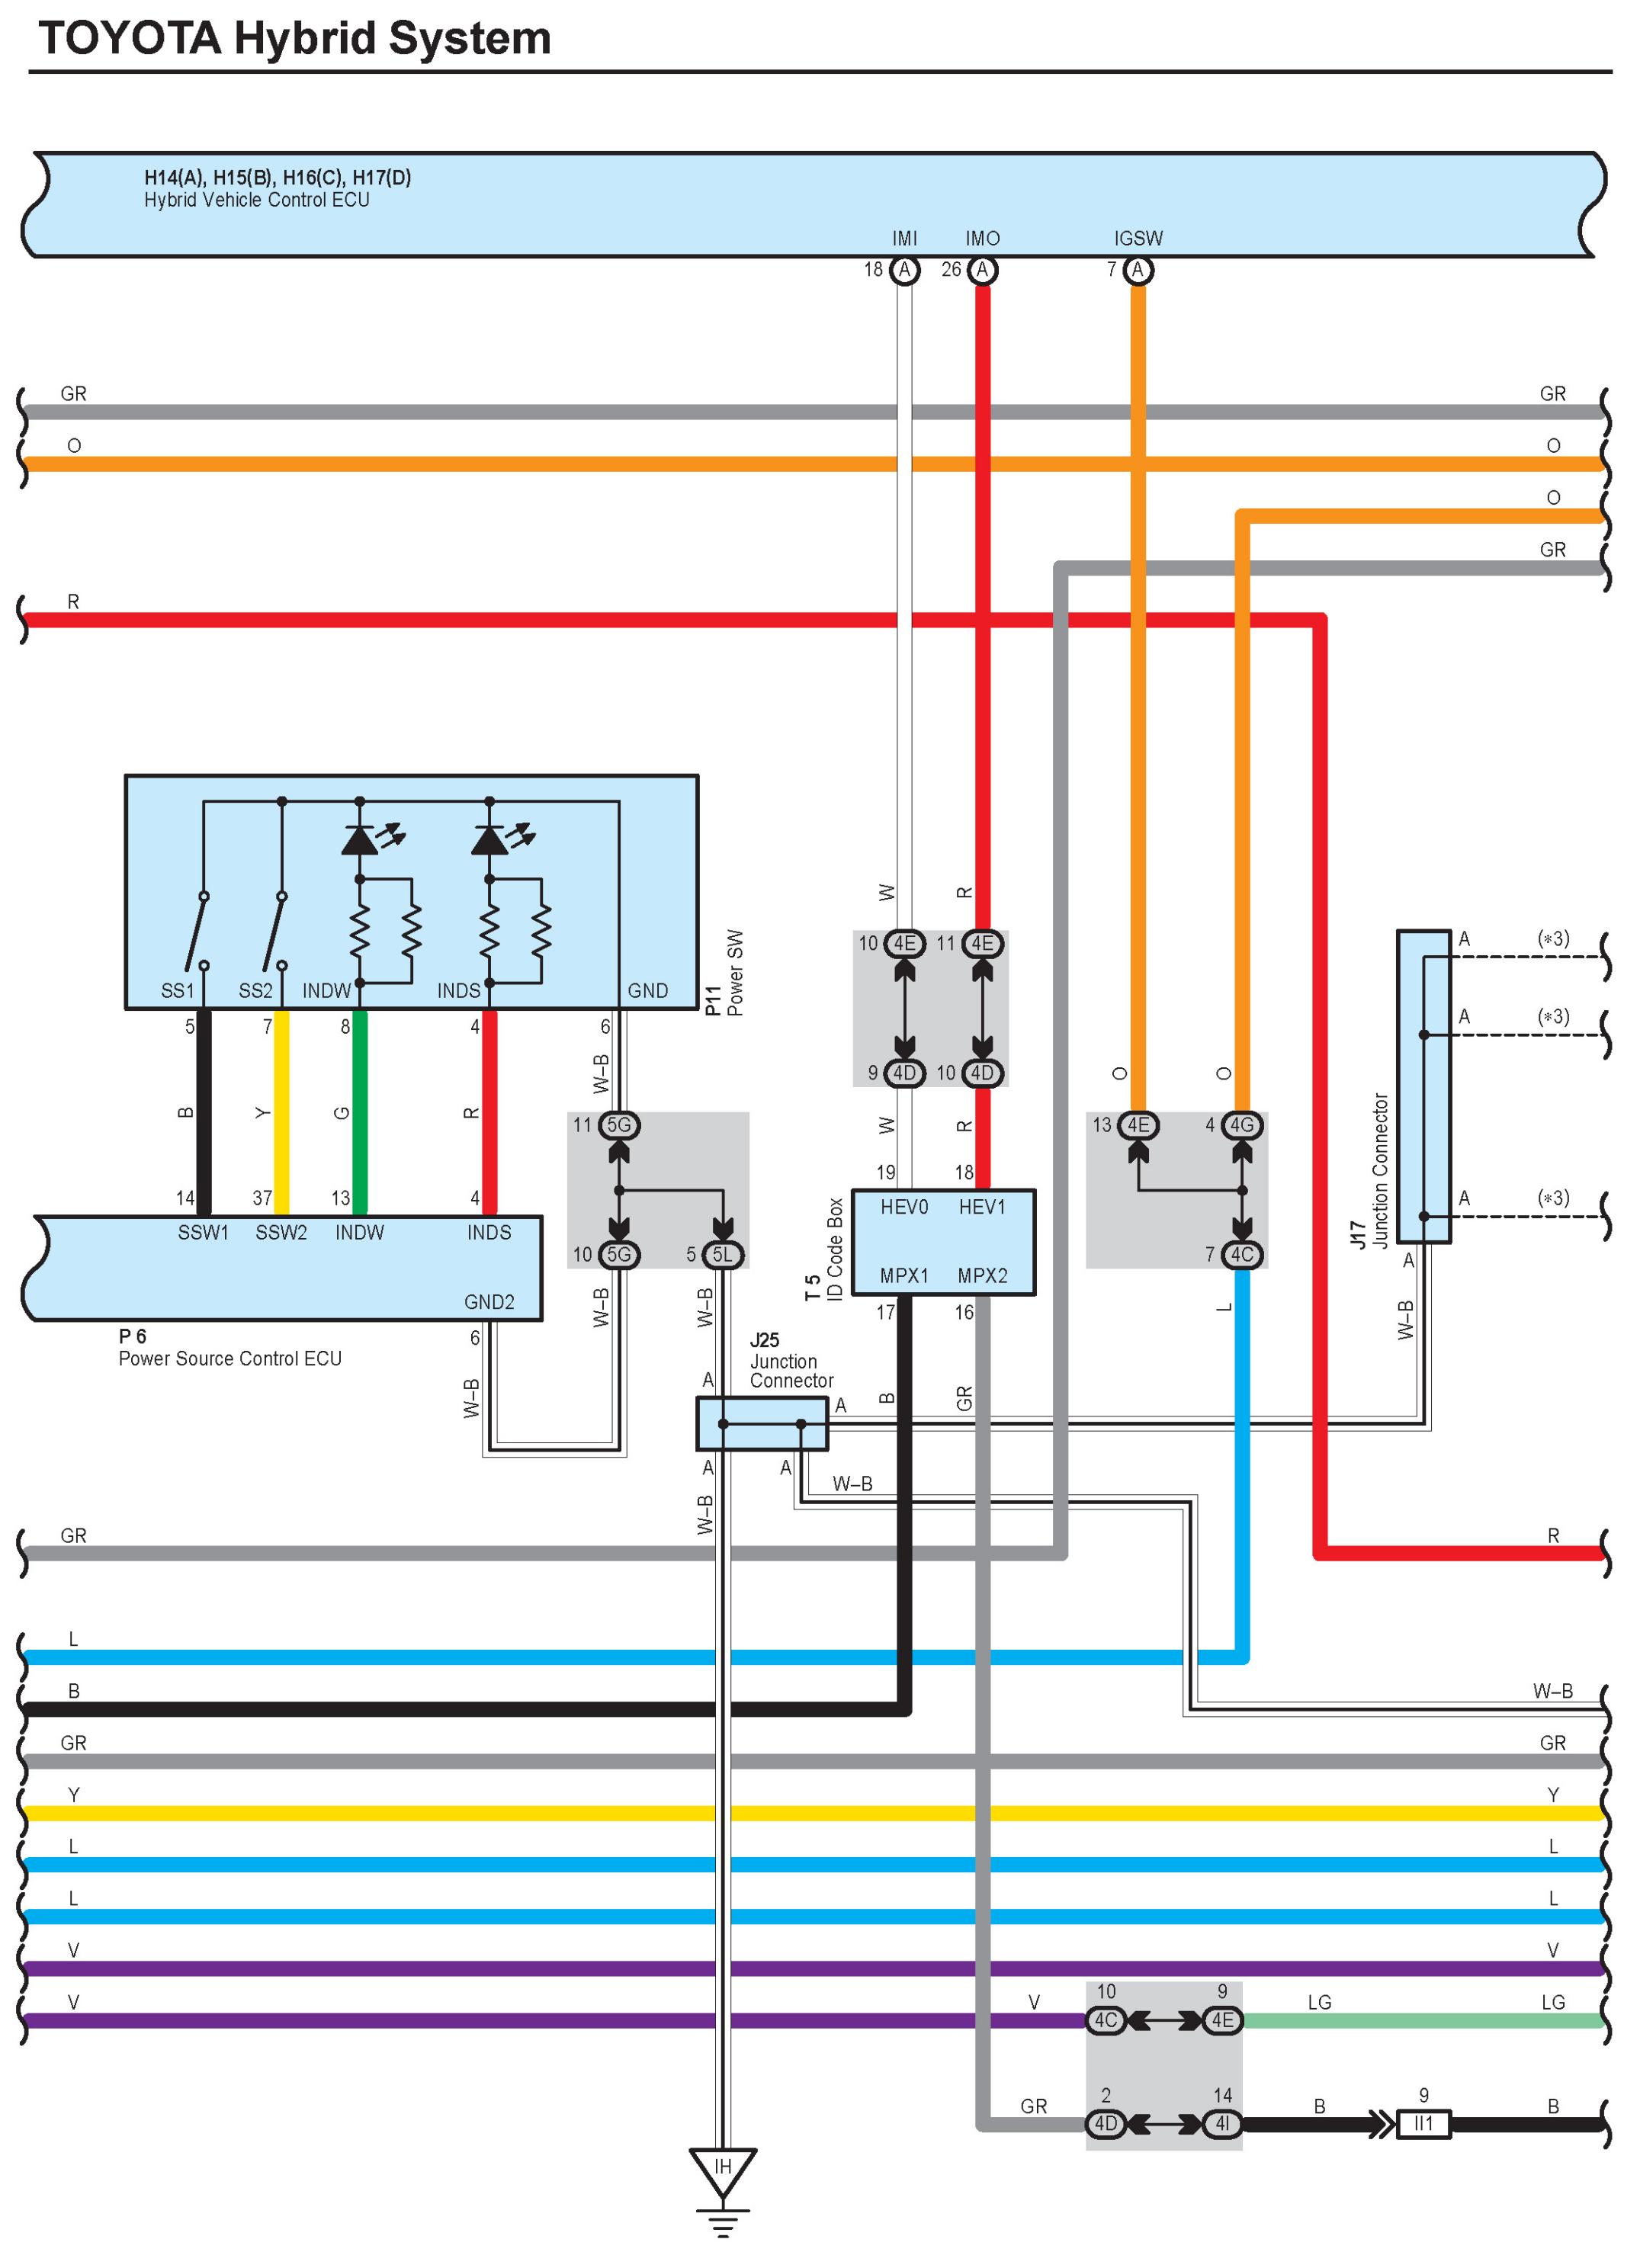 TOYOTA Hybrid System
H14(A), H15(B), H16(C), H17(D)
Hybrid Vehicle Control ECU
IMI IMO IGSW
18 A 26 A 7 A
GR GR
O O
O
GR
R
W R
P11
Power SW
SS1 SS2 INDW INDS GND
5 7 8 4 6
B Y G R W–B
14 37 13 4
SSW1 SSW2 INDW INDS
GND2
6
P 6
Power Source Control ECU
W–B
11 5G
10 5G 5 5L
W–B W–B
10 4E 11 4E
9 4D 10 4D
W R
19 18
HEV0 HEV1
MPX1 MPX2
T 5
ID Code Box
17 16
B GR
O O
13 4E 4 4G
7 4C
L
A (*3)
A (*3)
A (*3)
J17
Junction Connector
A
W–B
J25
Junction
Connector
A A
A A
W–B W–B
GR R
L
B W–B
GR GR
Y Y
L L
L L
V V
V V 10 4C 9 4E LG LG
GR 2 4D 14 4I B 9 II1 B
IH